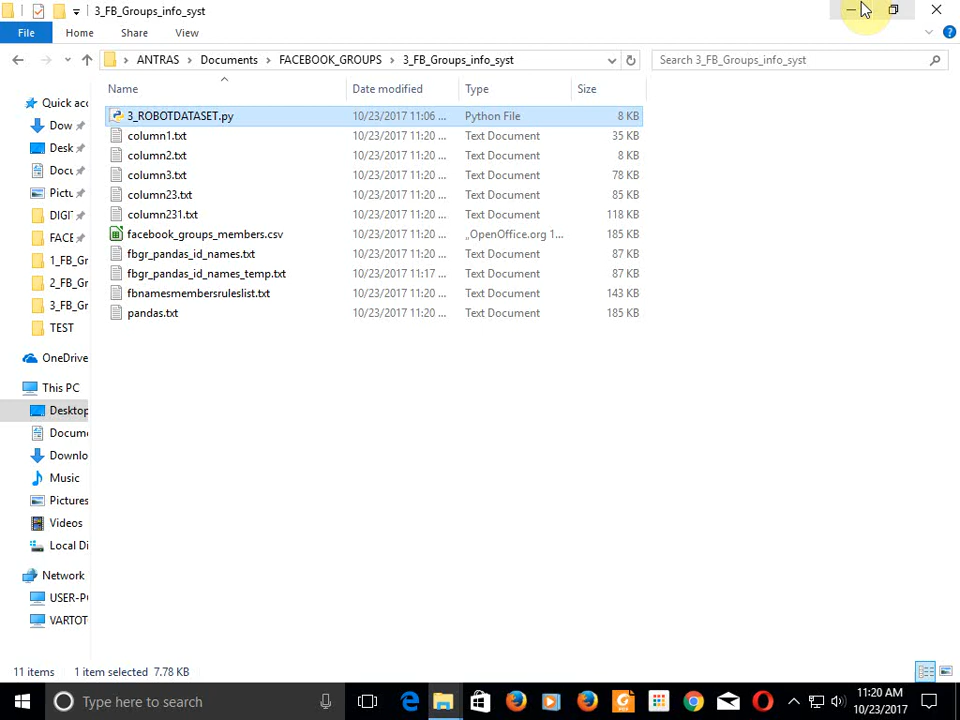 3_FB_Groups_info_syst
File Home Share View
ANTRAS Documents FACEBOOK_GROUPS 3_FB_Groups_info_syst
Search 3_FB_Groups_info_syst
Name Date modified Type Size
3_ROBOTDATASET.py 10/23/2017 11:06 ... Python File 8 KB
column1.txt 10/23/2017 11:20 ... Text Document 35 KB
column2.txt 10/23/2017 11:20 ... Text Document 8 KB
column3.txt 10/23/2017 11:20 ... Text Document 78 KB
column23.txt 10/23/2017 11:20 ... Text Document 85 KB
column231.txt 10/23/2017 11:20 ... Text Document 118 KB
facebook_groups_members.csv 10/23/2017 11:20 ... „OpenOffice.org 1... 185 KB
fbgr_pandas_id_names.txt 10/23/2017 11:20 ... Text Document 87 KB
fbgr_pandas_id_names_temp.txt 10/23/2017 11:17 ... Text Document 87 KB
fbnamesmembersruleslist.txt 10/23/2017 11:20 ... Text Document 143 KB
pandas.txt 10/23/2017 11:20 ... Text Document 185 KB
Quick acc
Dow
Desk
Docu
Pictu
DIGI
FACE
1_FB_Gr
2_FB_Gr
3_FB_Gr
TEST
OneDrive
This PC
Desktop
Docume
Downlo
Music
Pictures
Videos
Local Di
Network
USER-P
VARTOT
11 items 1 item selected 7.78 KB
Type here to search
11:20 AM
10/23/2017